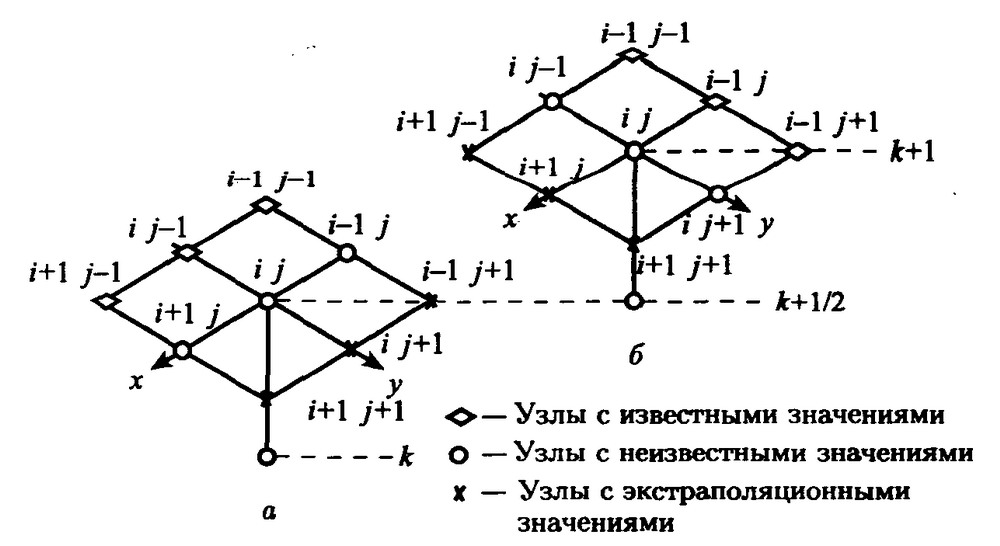 i–1 j–1
i j–1
i–1 j
i+1 j–1
i j
i–1 j+1
k+1
i+1 j
x
i j+1
y
i+1 j+1
k+1/2
б
i–1 j–1
i j–1
i–1 j
i+1 j–1
i j
i–1 j+1
i+1 j
i j+1
x
y
i+1 j+1
k
а
— Узлы с известными значениями
— Узлы с неизвестными значениями
— Узлы с экстраполяционными
значениями